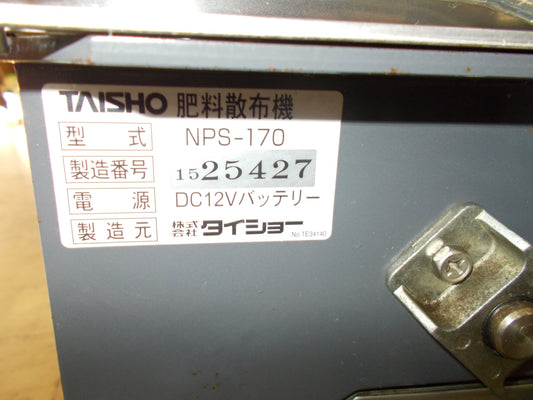 TAISHO 肥料散布機
型式 NPS-170
製造番号 1525427
電源 DC12Vバッテリー
製造元 株式会社タイショー
No.TE34140